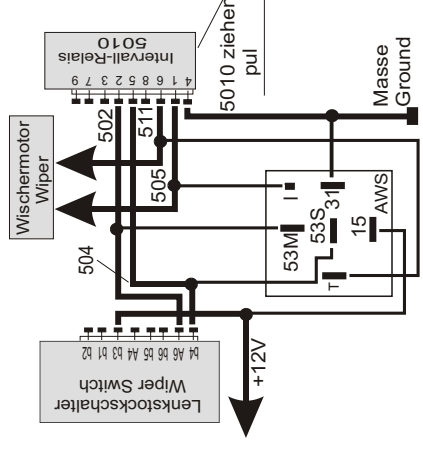 9 7 3 2 5 8 6 1 4
Intervall-Relais
5010
5010 ziehen
pul
Masse
Ground
Wischermotor
Wiper
502
511
505
504
I
31
AWS
53M
53S
15
T
b2 b1 b3 A4 b5 b6 A6 b4
Lenkstockschalter
Wiper Switch
+12V